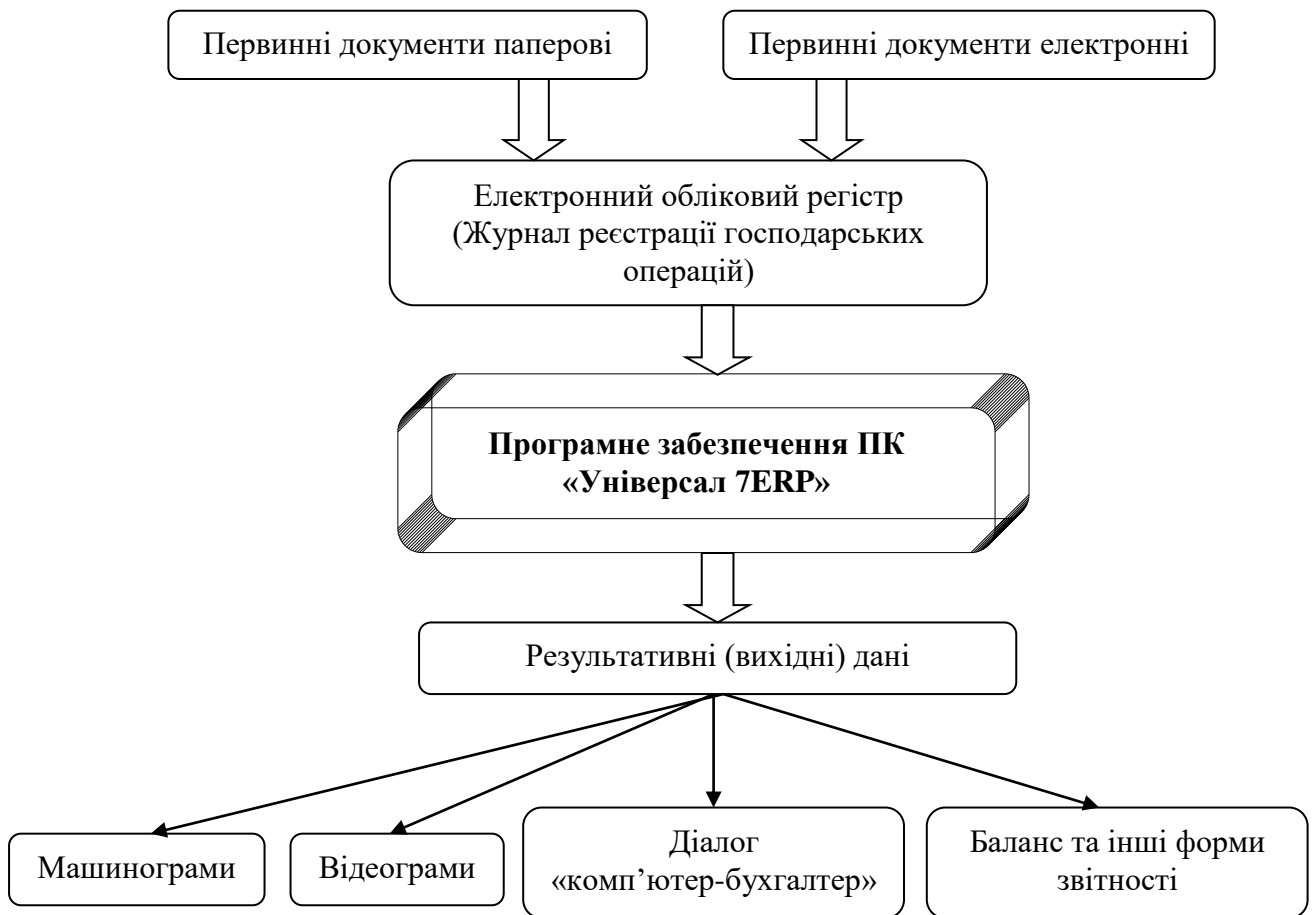 Первинні документи паперові
Первинні документи електронні
Електронний обліковий регістр
(Журнал реєстрації господарських
операцій)
Програмне забезпечення ПК
«Універсал 7ERP»
Результативні (вихідні) дані
Машинограми
Відеограми
Діалог
«комп’ютер-бухгалтер»
Баланс та інші форми
звітності